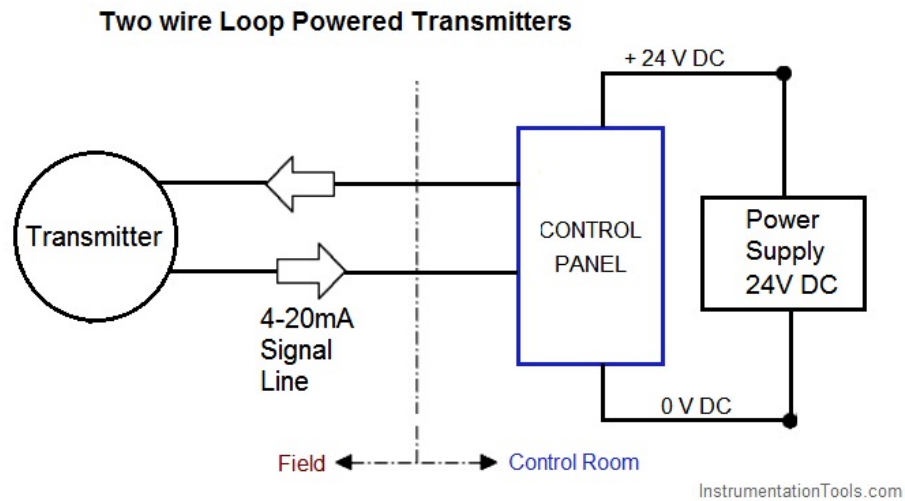 Two wire Loop Powered Transmitters
+ 24 V DC
Transmitter
CONTROL
PANEL
Power
Supply
24V DC
4-20mA
Signal
Line
0 V DC
Field
Control Room
InstrumentationTools.com